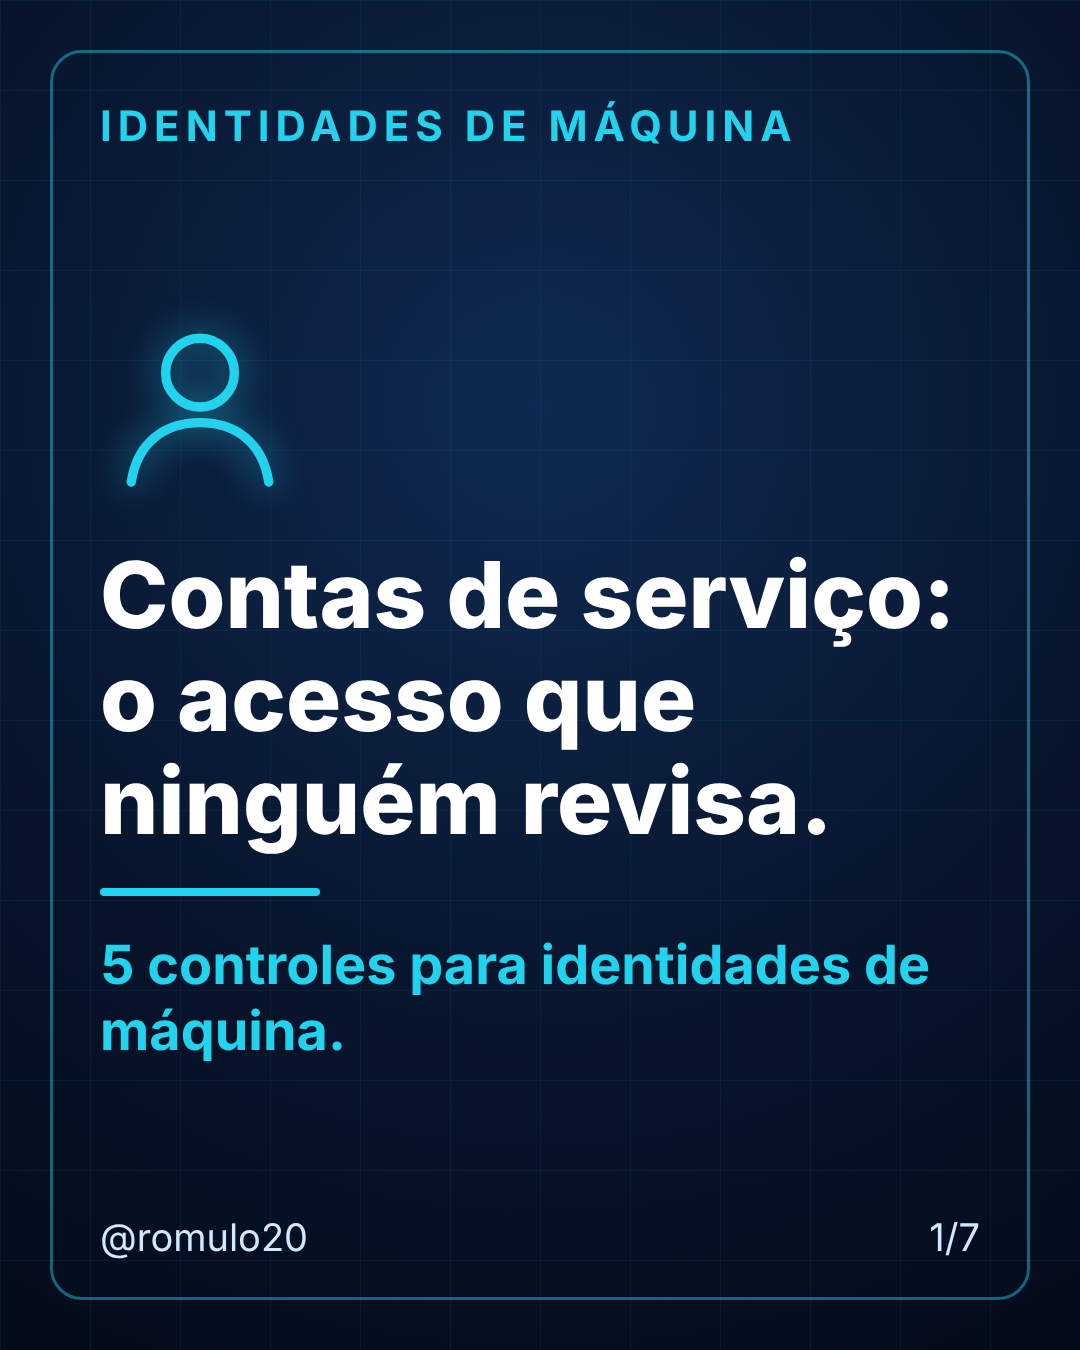 IDENTIDADES DE MÁQUINA
Contas de serviço:
o acesso que
ninguém revisa.
5 controles para identidades de
máquina.
@romulo20
1/7